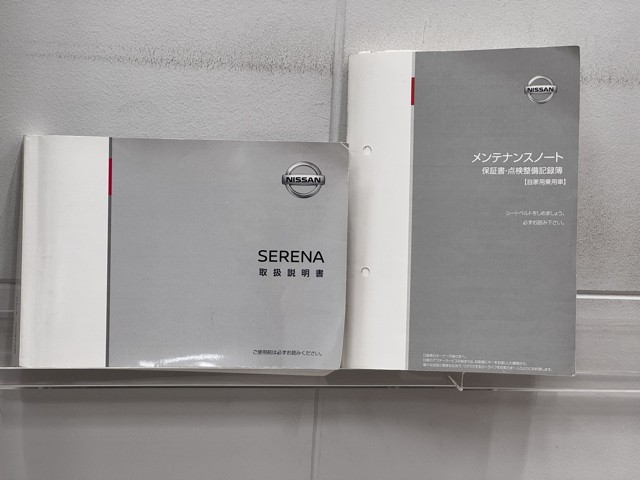 NISSAN
SERENA
取扱説明書
ご使用前は必ずお読みください。
NISSAN
メンテナンスノート
保証書・点検整備記録簿
【自家用乗用車】
シートベルトをしめましょう。
必ずお読み下さい。